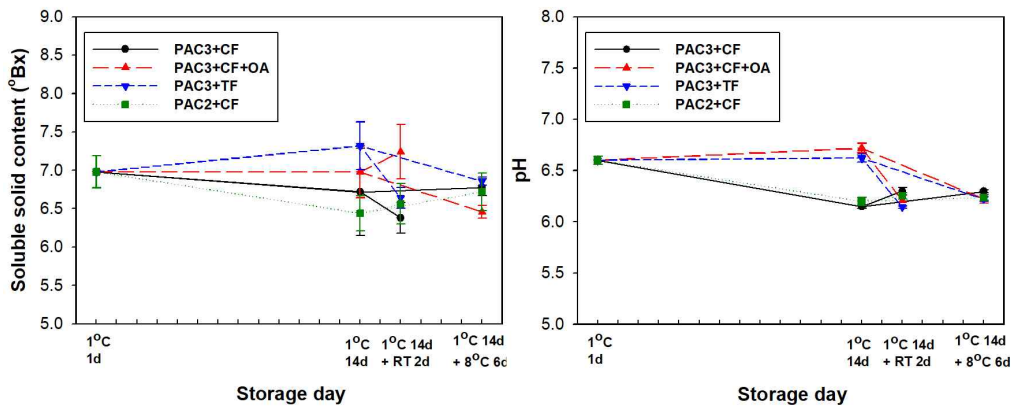 Soluble solid content (°Bx)
9.0
8.5
8.0
7.5
7.0
6.5
6.0
5.5
5.0
PAC3+CF
PAC3+CF+OA
PAC3+TF
PAC2+CF
1°C
1d
1°C
14d
1°C 14d
+ RT 2d
1°C 14d
+ 8°C 6d
Storage day
pH
8.0
7.5
7.0
6.5
6.0
5.5
5.0
PAC3+CF
PAC3+CF+OA
PAC3+TF
PAC2+CF
1°C
1d
1°C
14d
1°C 14d
+ RT 2d
1°C 14d
+ 8°C 6d
Storage day